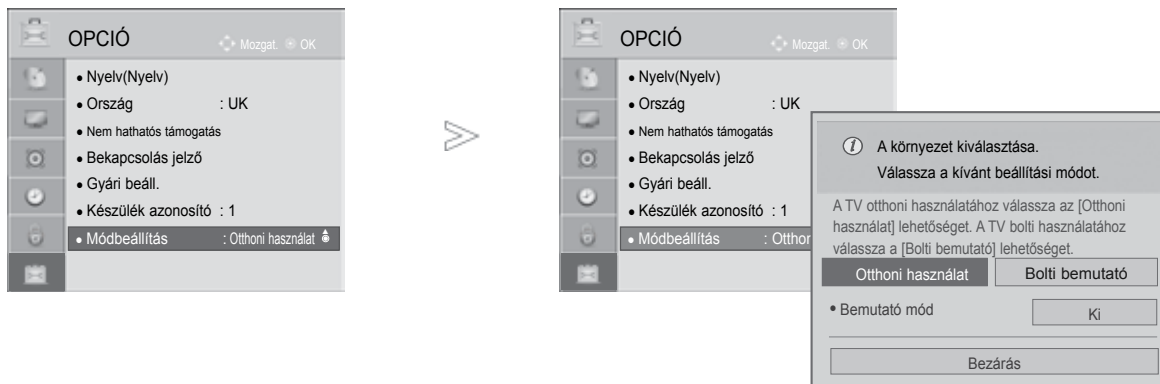 OPCIÓ
Mozgat. OK
• Nyelv(Nyelv)
• Ország : UK
• Nem hathatós támogatás
• Bekapcsolás jelző
• Gyári beáll.
• Készülék azonosító : 1
• Módbeállítás : Otthoni használat
OPCIÓ
Mozgat. OK
• Nyelv(Nyelv)
• Ország : UK
• Nem hathatós támogatás
• Bekapcsolás jelző
• Gyári beáll.
• Készülék azonosító : 1
• Módbeállítás : Otthon
A környezet kiválasztása.
Válassza a kívánt beállítási módot.
A TV otthoni használatához válassza az [Otthoni
használat] lehetőséget. A TV bolti használatához
válassza a [Bolti bemutató] lehetőséget.
Otthoni használat Bolti bemutató
• Bemutató mód Ki
Bezárás